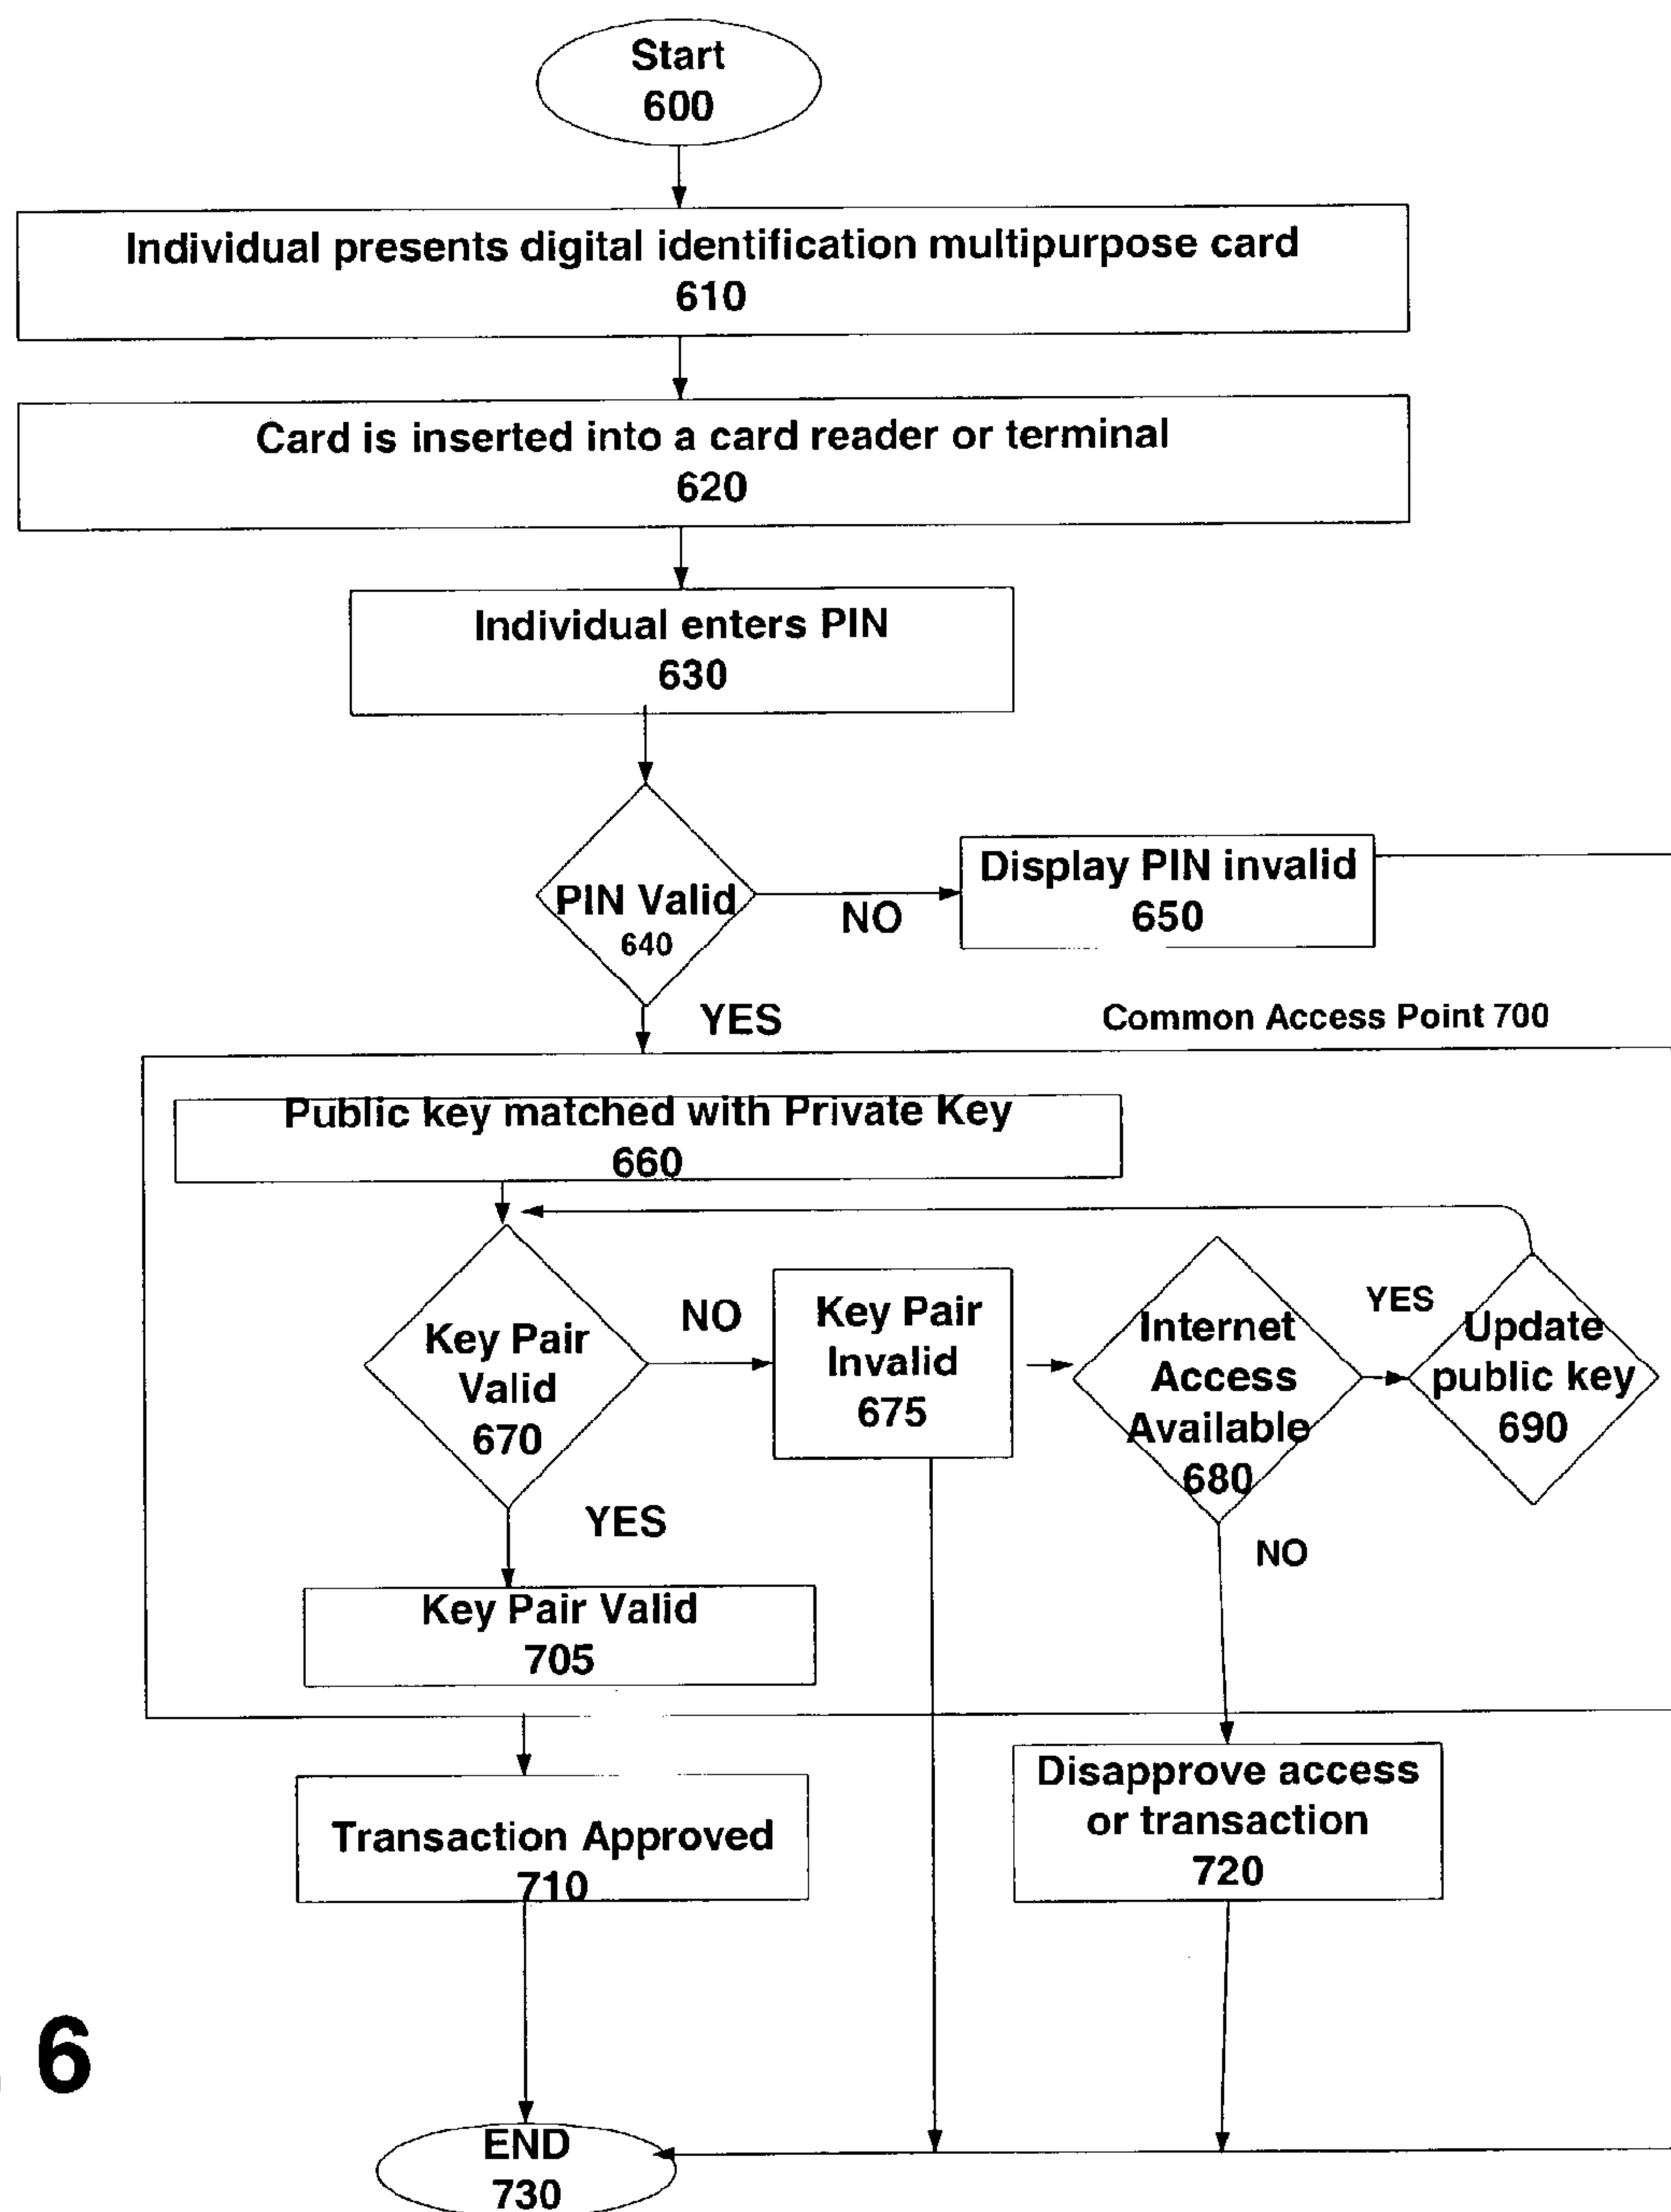 Start
600
Individual presents digital identification multipurpose card
610
Card is inserted into a card reader or terminal
620
Individual enters PIN
630
PIN Valid
640
NO
Display PIN invalid
650
YES
Common Access Point 700
Public key matched with Private Key
660
Key Pair
Valid
670
NO
Key Pair
Invalid
675
Internet
Access
Available
680
YES
Update
public key
690
YES
NO
Key Pair Valid
705
Transaction Approved
710
Disapprove access
or transaction
720
6
END
730